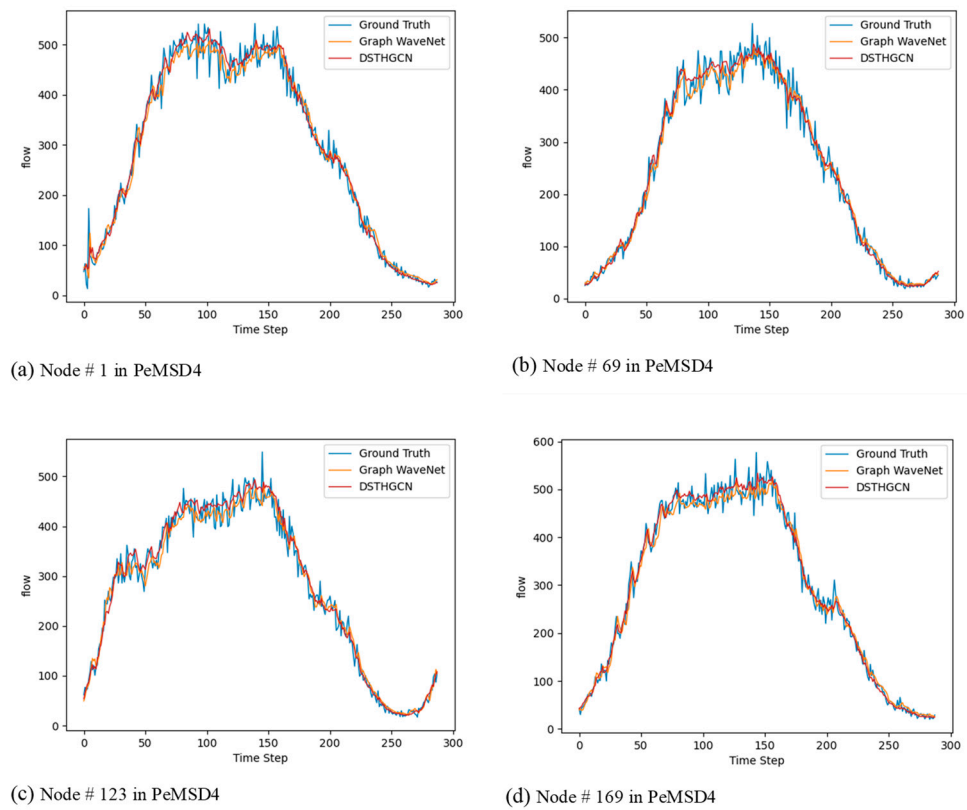 Ground Truth
Graph WaveNet
DSTHGCN
500
400
300
200
100
0
flow
0 50 100 150 200 250 300
Time Step
(a) Node # 1 in PeMSD4
Ground Truth
Graph WaveNet
DSTHGCN
500
400
300
200
100
0
flow
0 50 100 150 200 250 300
Time Step
(b) Node # 69 in PeMSD4
Ground Truth
Graph WaveNet
DSTHGCN
500
400
300
200
100
0
flow
0 50 100 150 200 250 300
Time Step
(c) Node # 123 in PeMSD4
Ground Truth
Graph WaveNet
DSTHGCN
600
500
400
300
200
100
0
flow
0 50 100 150 200 250 300
Time Step
(d) Node # 169 in PeMSD4